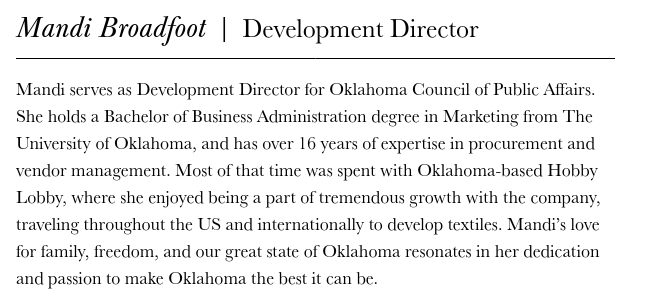 Mandi Broadfoot | Development Director
Mandi serves as Development Director for Oklahoma Council of Public Affairs.
She holds a Bachelor of Business Administration degree in Marketing from The
University of Oklahoma, and has over 16 years of expertise in procurement and
vendor management. Most of that time was spent with Oklahoma-based Hobby
Lobby, where she enjoyed being a part of tremendous growth with the company,
traveling throughout the US and internationally to develop textiles. Mandi’s love
for family, freedom, and our great state of Oklahoma resonates in her dedication
and passion to make Oklahoma the best it can be.